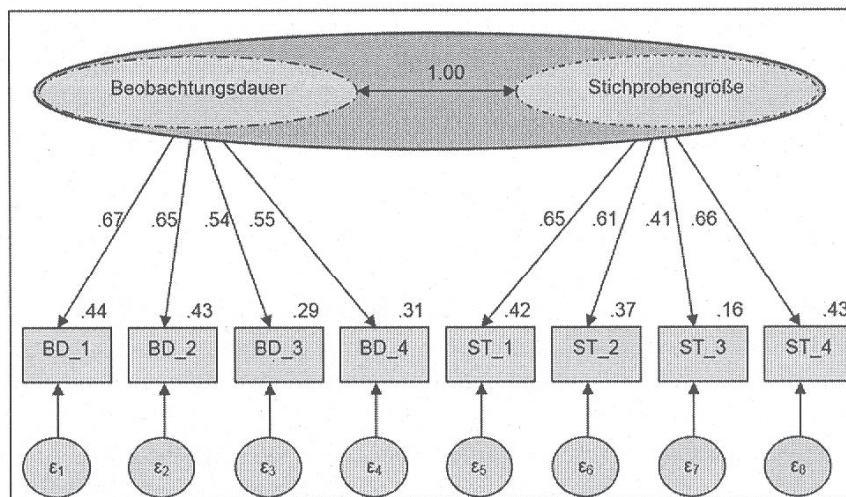 1.00
Beobachtungsdauer Stichprobengröße
.67 .65 .54 .55 .65 .61 .41 .66
.44 .43 .29 .31 .42 .37 .16 .43
BD_1 BD_2 BD_3 BD_4 ST_1 ST_2 ST_3 ST_4
ε1 ε2 ε3 ε4 ε5 ε6 ε7 ε8